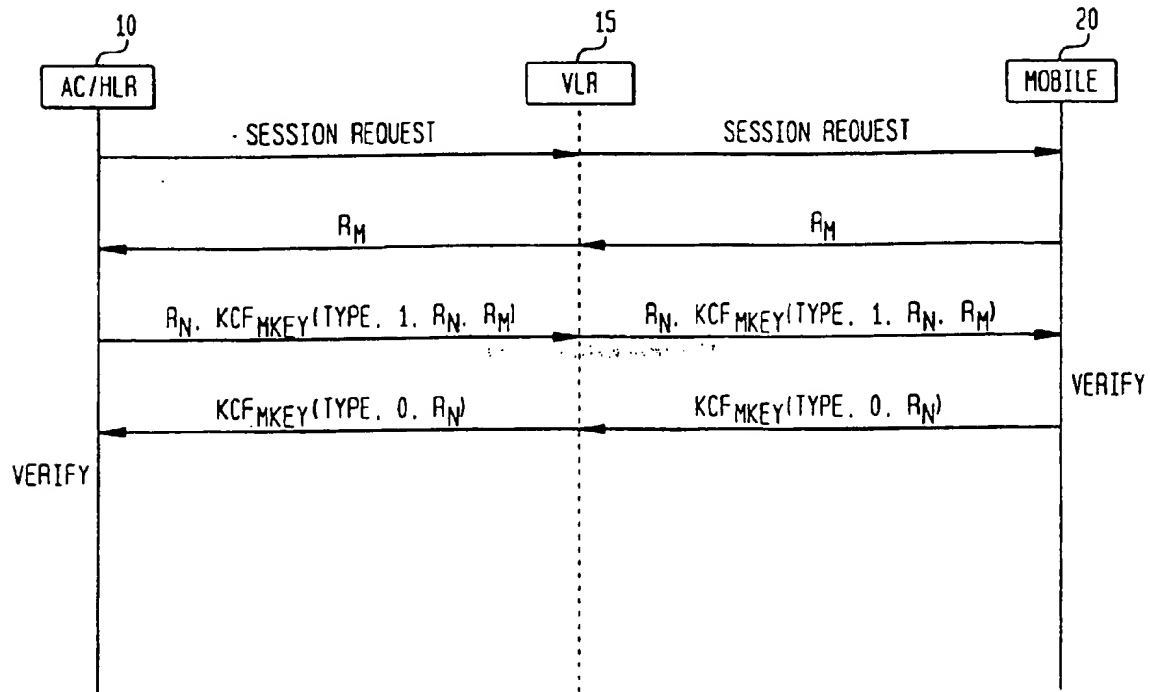 10 15 20
AC/HLR VLR MOBILE
SESSION REQUEST SESSION REQUEST
RM RM
RN, KCFMKEY(TYPE, 1, RN, RM) RN, KCFMKEY(TYPE, 1, RN, RM)
VERIFY
KCFMKEY(TYPE, 0, RN) KCFMKEY(TYPE, 0, RN)
VERIFY